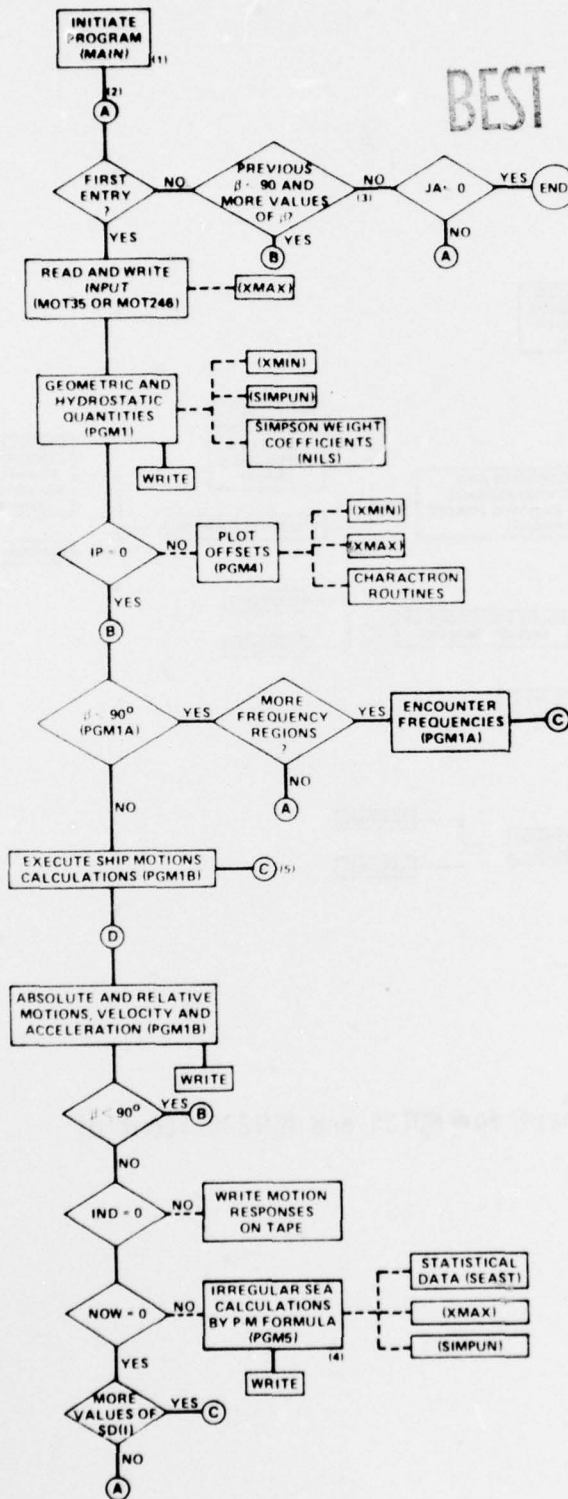 INITIATE
PROGRAM
(MAIN)
(1)
(2)
A
BEST
FIRST
ENTRY
?
NO
PREVIOUS
β < 90 AND
MORE VALUES
OF β?
NO
(3)
JA < 0
YES
END
YES
YES
B
NO
A
READ AND WRITE
INPUT
(MOT35 OR MOT246)
(XMAX)
GEOMETRIC AND
HYDROSTATIC
QUANTITIES
(PGM1)
(XMIN)
(SIMPUN)
SIMPSON WEIGHT
COEFFICIENTS
(NILS)
WRITE
IP = 0
NO
PLOT
OFFSETS
(PGM4)
(XMIN)
(XMAX)
CHARACTRON
ROUTINES
YES
B
β < 90°
(PGM1A)
YES
MORE
FREQUENCY
REGIONS
?
YES
ENCOUNTER
FREQUENCIES
(PGM1A)
C
NO
A
NO
EXECUTE SHIP MOTIONS
CALCULATIONS (PGM1B)
C
(5)
D
ABSOLUTE AND RELATIVE
MOTIONS, VELOCITY AND
ACCELERATION (PGM1B)
WRITE
β < 90°
YES
B
NO
IND = 0
NO
WRITE MOTION
RESPONSES
ON TAPE
NOW = 0
NO
IRREGULAR SEA
CALCULATIONS
BY P M FORMULA
(PGM5)
(4)
STATISTICAL
DATA (SEAST)
(XMAX)
(SIMPUN)
WRITE
YES
MORE
VALUES OF
SD(I)
YES
C
NO
A